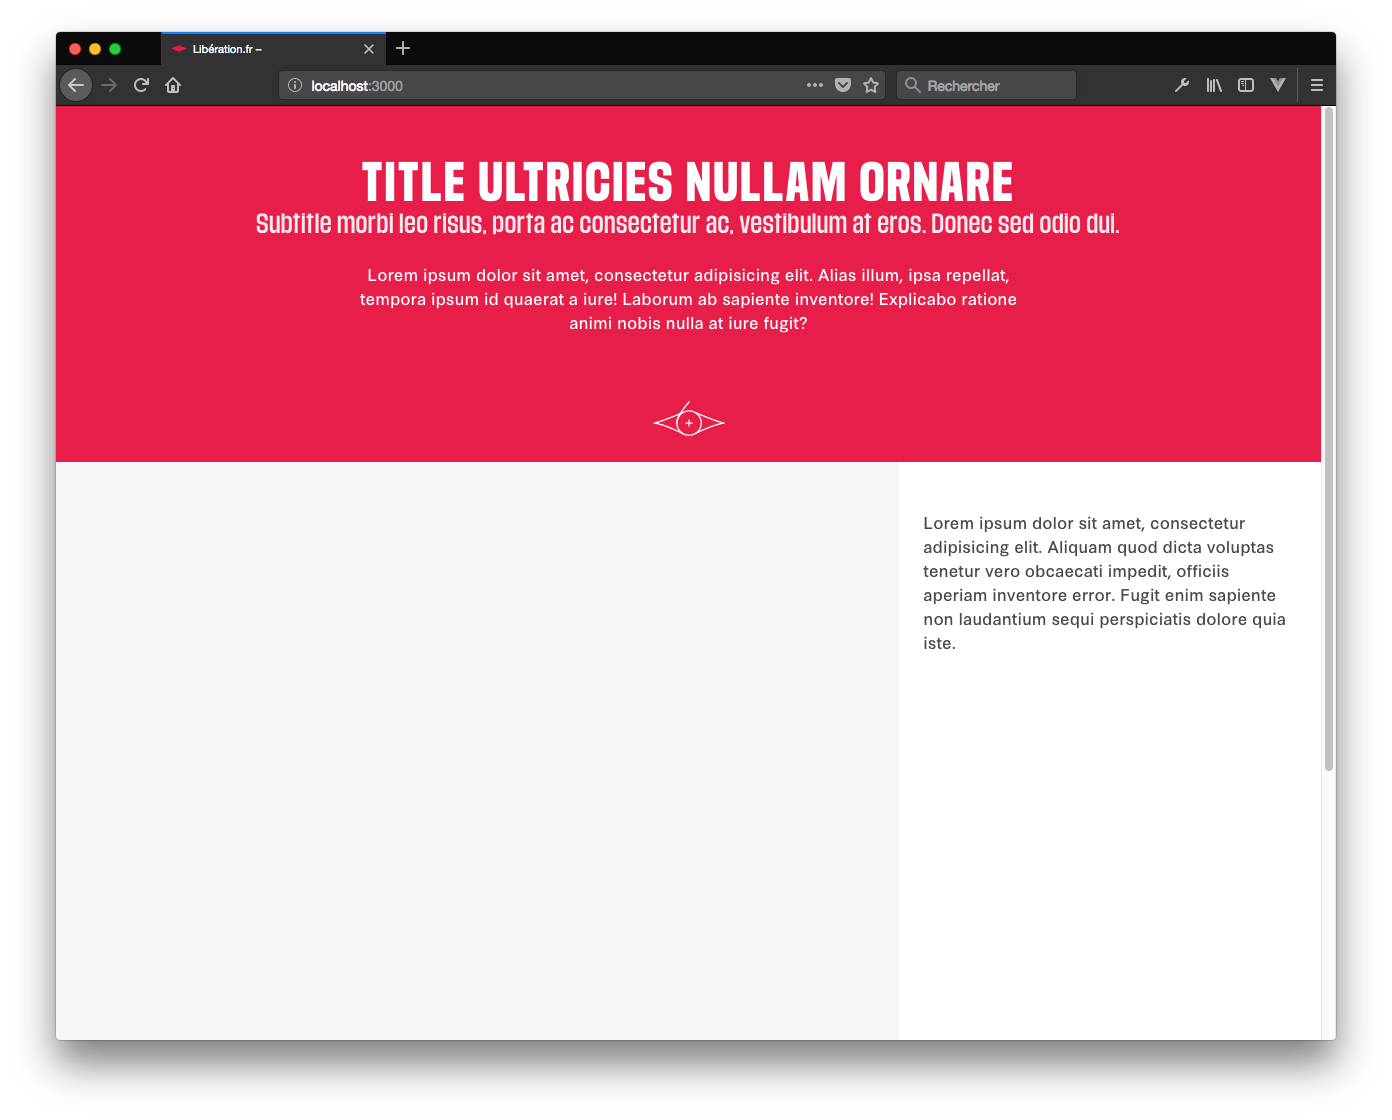 Libération.fr –
localhost:3000
Rechercher
TITLE ULTRICIES NULLAM ORNARE
Subtitle morbi leo risus, porta ac consectetur ac, vestibulum at eros. Donec sed odio dui.
Lorem ipsum dolor sit amet, consectetur adipisicing elit. Alias illum, ipsa repellat,
tempora ipsum id quaerat a iure! Laborum ab sapiente inventore! Explicabo ratione
animi nobis nulla at iure fugit?
Lorem ipsum dolor sit amet, consectetur
adipisicing elit. Aliquam quod dicta voluptas
tenetur vero obcaecati impedit, officiis
aperiam inventore error. Fugit enim sapiente
non laudantium sequi perspiciatis dolore quia
iste.